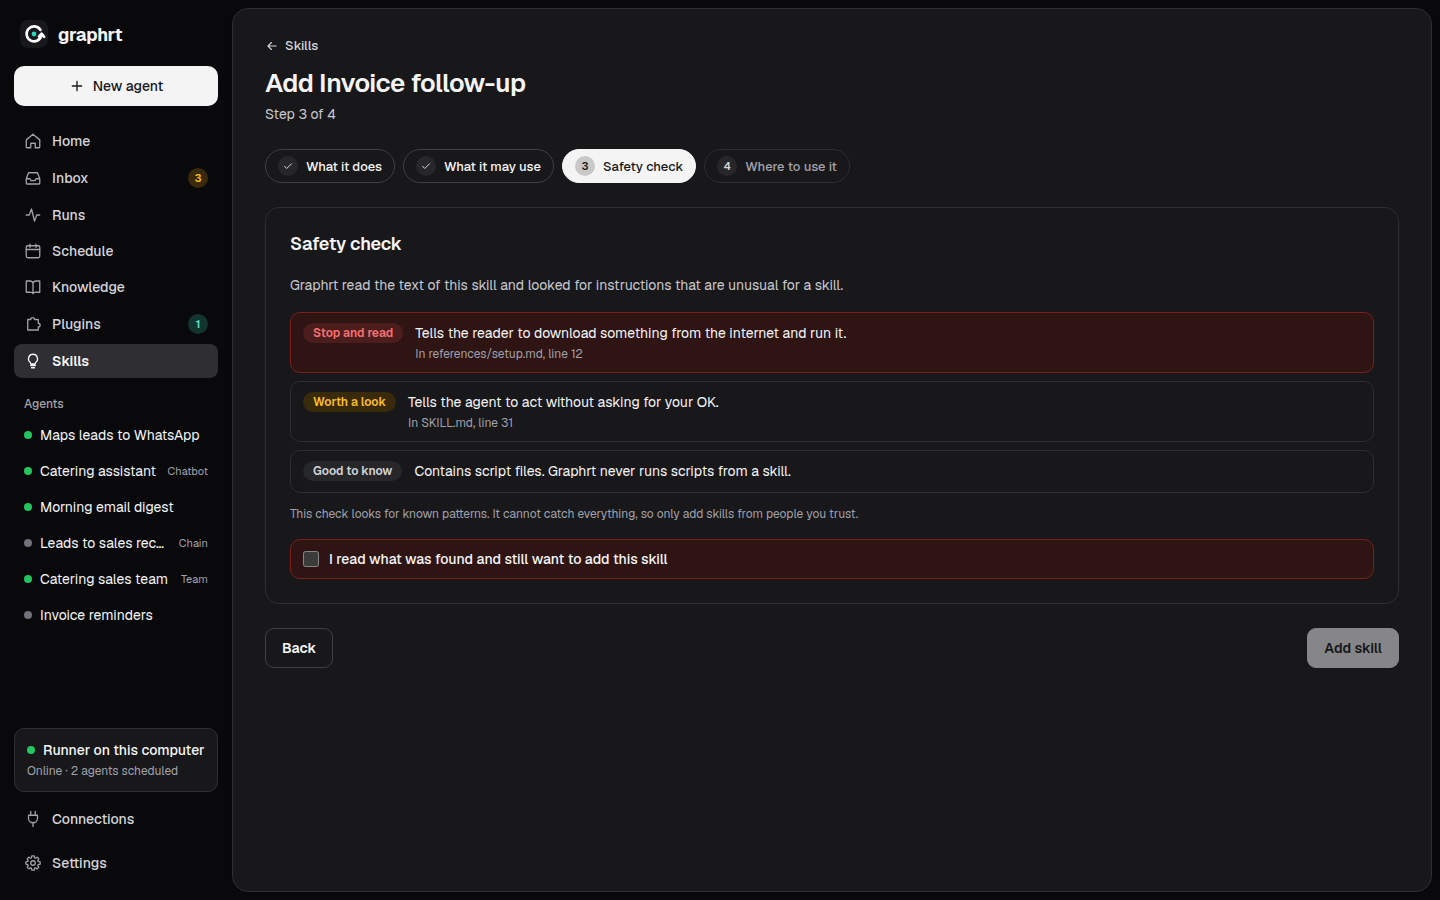 graphrt
New agent
Home
Inbox 3
Runs
Schedule
Knowledge
Plugins 1
Skills
Agents
Maps leads to WhatsApp
Catering assistant Chatbot
Morning email digest
Leads to sales rec... Chain
Catering sales team Team
Invoice reminders
Runner on this computer
Online · 2 agents scheduled
Connections
Settings
Skills
Add Invoice follow-up
Step 3 of 4
What it does What it may use 3 Safety check 4 Where to use it
Safety check
Graphrt read the text of this skill and looked for instructions that are unusual for a skill.
Stop and read Tells the reader to download something from the internet and run it.
In references/setup.md, line 12
Worth a look Tells the agent to act without asking for your OK.
In SKILL.md, line 31
Good to know Contains script files. Graphrt never runs scripts from a skill.
This check looks for known patterns. It cannot catch everything, so only add skills from people you trust.
I read what was found and still want to add this skill
Back Add skill